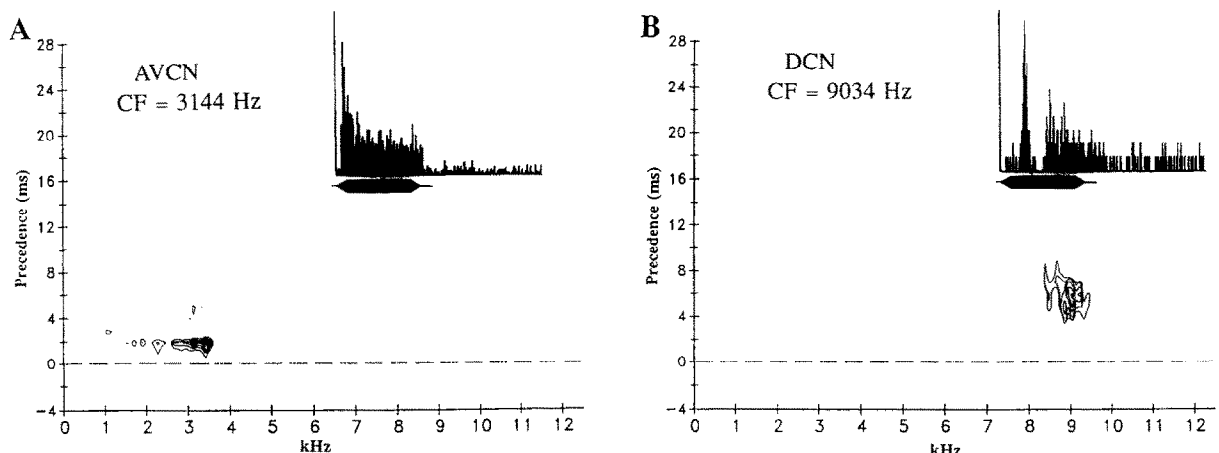 A
AVCN
CF = 3144 Hz
Precedence (ms)
28
24
20
16
12
8
4
0
−4
0 1 2 3 4 5 6 7 8 9 10 11 12
kHz
B
DCN
CF = 9034 Hz
Precedence (ms)
28
24
20
16
12
8
4
0
−4
0 1 2 3 4 5 6 7 8 9 10 11 12
kHz